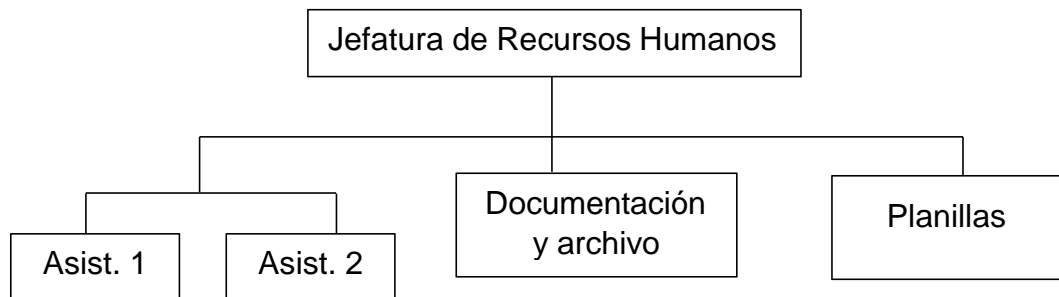 Jefatura de Recursos Humanos
Documentación
y archivo
Planillas
Asist. 1
Asist. 2